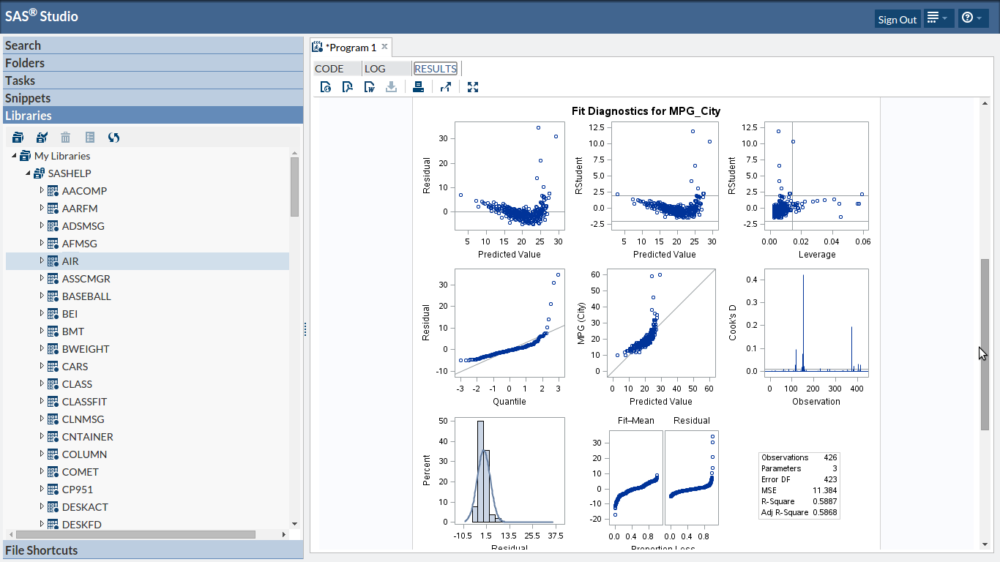 SAS® Studio
Sign Out
Search
Folders
Tasks
Snippets
Libraries
My Libraries
SASHELP
AACOMP
AARFM
ADSMSG
AFMSG
AIR
ASSCMGR
BASEBALL
BEI
BMT
BWEIGHT
CARS
CLASS
CLASSFIT
CLNMSG
CNTAINER
COLUMN
COMET
CP951
DESKACT
DESKFD
File Shortcuts
*Program 1
CODE LOG RESULTS
Fit Diagnostics for MPG_City
Residual
30
20
10
0
5 10 15 20 25 30
Predicted Value
RStudent
12.5
10.0
7.5
5.0
2.5
0.0
-2.5
5 10 15 20 25 30
Predicted Value
RStudent
12.5
10.0
7.5
5.0
2.5
0.0
-2.5
0.00 0.02 0.04 0.06
Leverage
Residual
30
20
10
0
-10
-3 -2 -1 0 1 2 3
Quantile
MPG (City)
60
50
40
30
20
10
0
0 10 20 30 40 50 60
Predicted Value
Cook's D
0.4
0.3
0.2
0.1
0.0
0 100 200 300 400
Observation
Percent
50
40
30
20
10
0
-10.5 1.5 13.5 25.5 37.5
Residual
Fit–Mean Residual
30
20
10
0
-10
-20
0.0 0.4 0.8 0.0 0.4 0.8
Proportion Less
Observations 426
Parameters 3
Error DF 423
MSE 11.384
R-Square 0.5887
Adj R-Square 0.5868